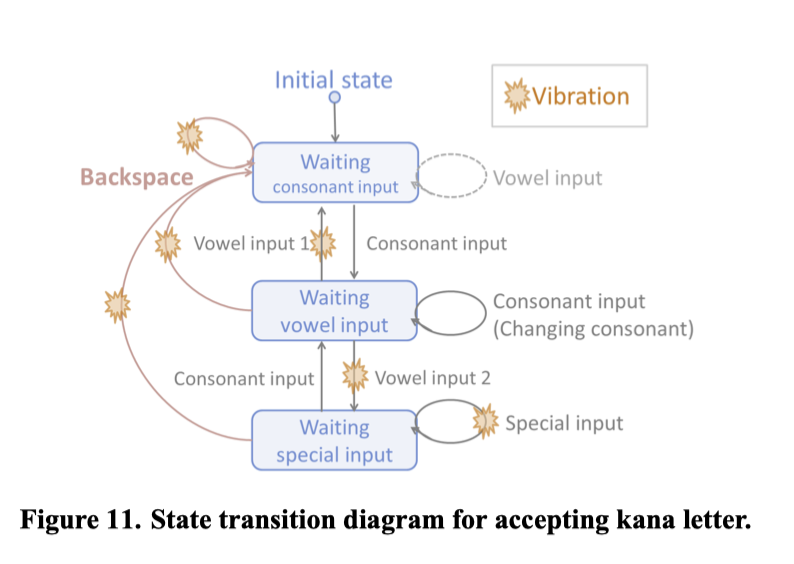 Initial state
Vibration
Waiting
consonant input
Backspace
Vowel input
Vowel input 1
Consonant input
Waiting
vowel input
Consonant input
(Changing consonant)
Consonant input
Vowel input 2
Waiting
special input
Special input
Figure 11. State transition diagram for accepting kana letter.